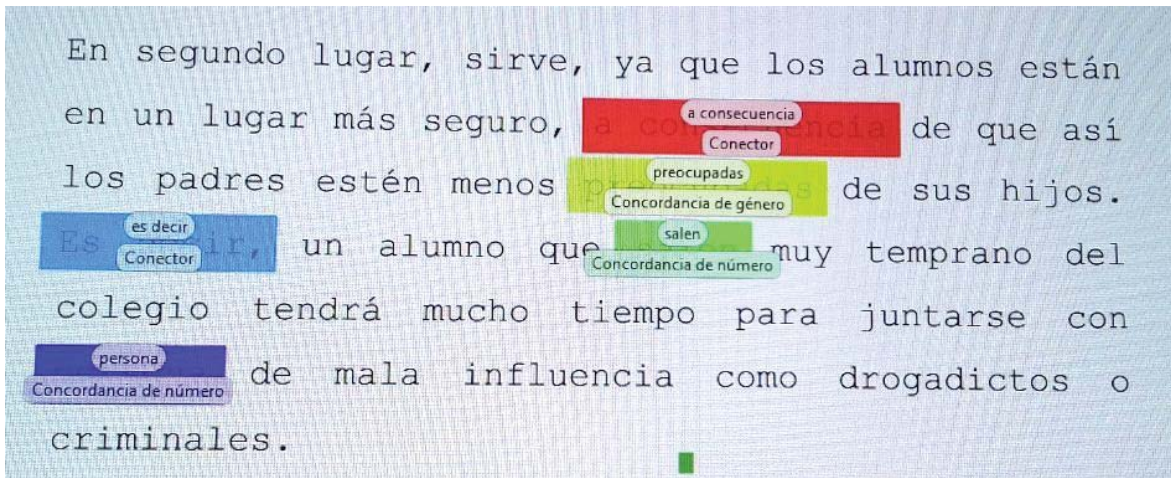 En segundo lugar, sirve, ya que los alumnos están
en un lugar más seguro, a consecuencia de que así
Conector
los padres estén menos preocupadas de sus hijos.
Concordancia de género
es decir un alumno que salen muy temprano del
Conector Concordancia de número
colegio tendrá mucho tiempo para juntarse con
persona de mala influencia como drogadictos o
Concordancia de número
criminales.